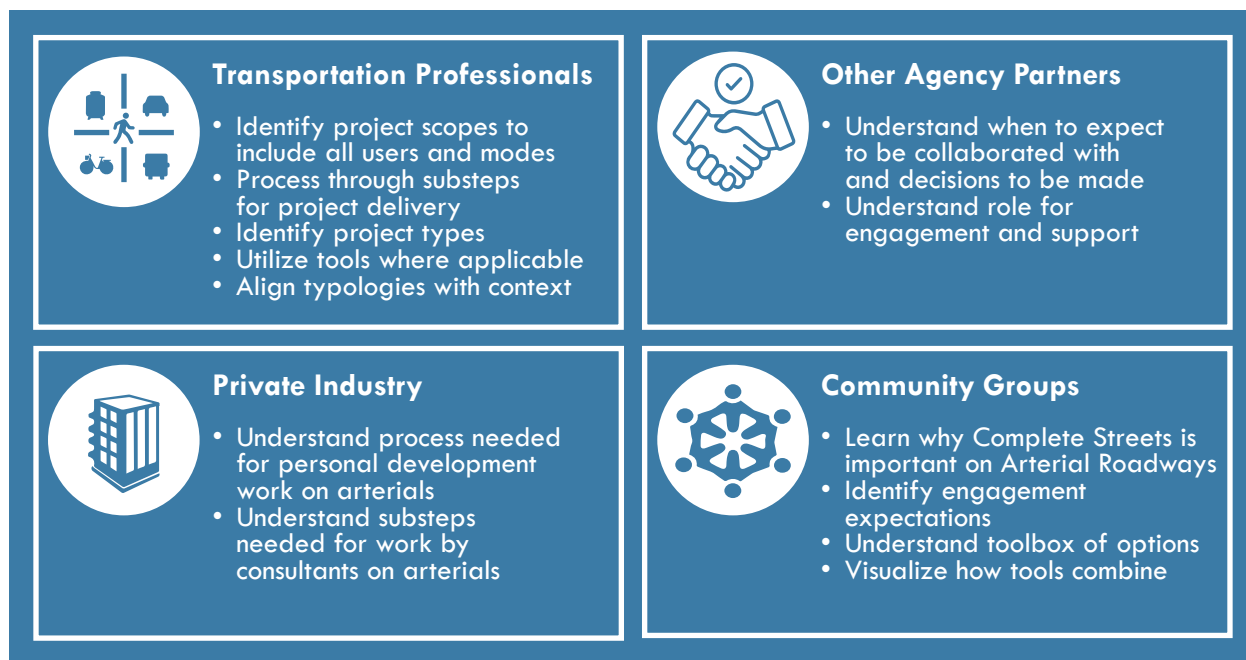 Transportation Professionals
• Identify project scopes to
include all users and modes
• Process through substeps
for project delivery
• Identify project types
• Utilize tools where applicable
• Align typologies with context
Other Agency Partners
• Understand when to expect
to be collaborated with
and decisions to be made
• Understand role for
engagement and support
Private Industry
• Understand process needed
for personal development
work on arterials
• Understand substeps
needed for work by
consultants on arterials
Community Groups
• Learn why Complete Streets is
important on Arterial Roadways
• Identify engagement
expectations
• Understand toolbox of options
• Visualize how tools combine